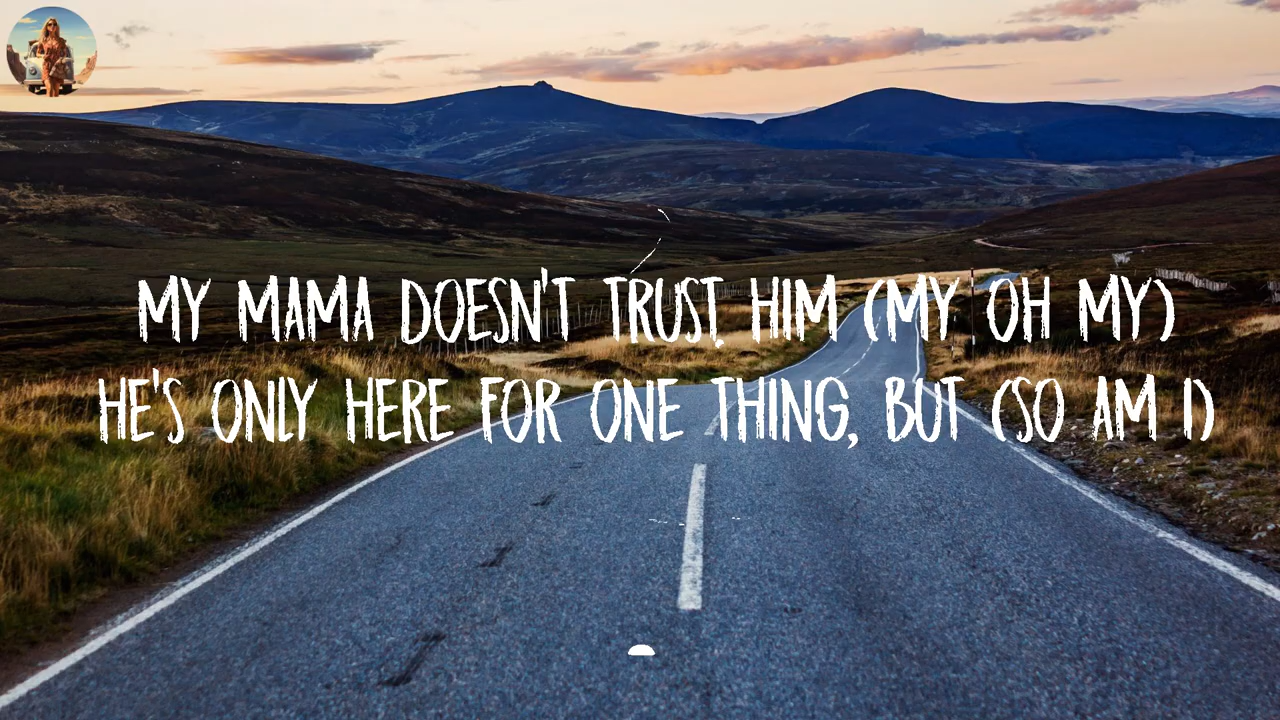 MY MAMA DOESN'T TRUST HIM (MY OH MY)
HE'S ONLY HERE FOR ONE THING, BUT (SO AM I)